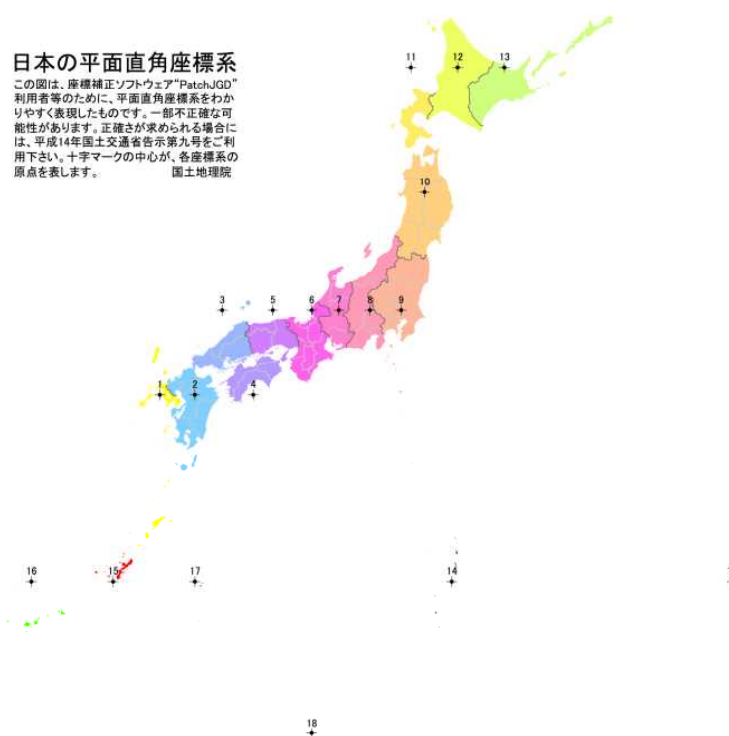 日本の平面直角座標系
この図は、座標補正ソフトウェア“PatchJGD”
利用者等のために、平面直角座標系をわか
りやすく表現したものです。一部不正確な可
能性があります。正確さが求められる場合に
は、平成14年国土交通省告示第九号をご利
用下さい。十字マークの中心が、各座標系の
原点を表します。 国土地理院
11 12 13
10
3 5 6 7 8 9
1 2 4
16 15 17 14
18